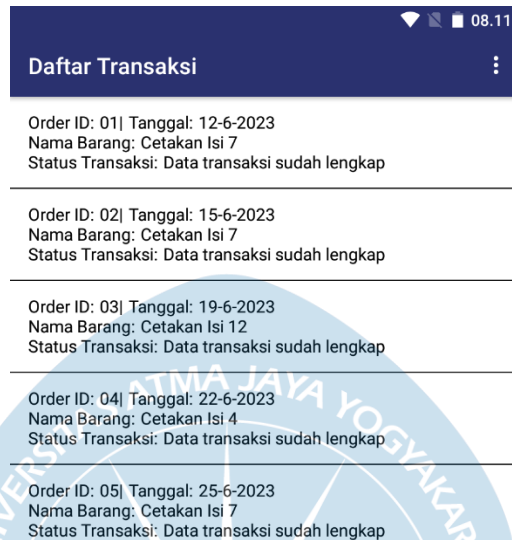 08.11
Daftar Transaksi
Order ID: 01| Tanggal: 12-6-2023
Nama Barang: Cetakan Isi 7
Status Transaksi: Data transaksi sudah lengkap
Order ID: 02| Tanggal: 15-6-2023
Nama Barang: Cetakan Isi 7
Status Transaksi: Data transaksi sudah lengkap
Order ID: 03| Tanggal: 19-6-2023
Nama Barang: Cetakan Isi 12
Status Transaksi: Data transaksi sudah lengkap
Order ID: 04| Tanggal: 22-6-2023
Nama Barang: Cetakan Isi 4
Status Transaksi: Data transaksi sudah lengkap
Order ID: 05| Tanggal: 25-6-2023
Nama Barang: Cetakan Isi 7
Status Transaksi: Data transaksi sudah lengkap
ATMA JAYA